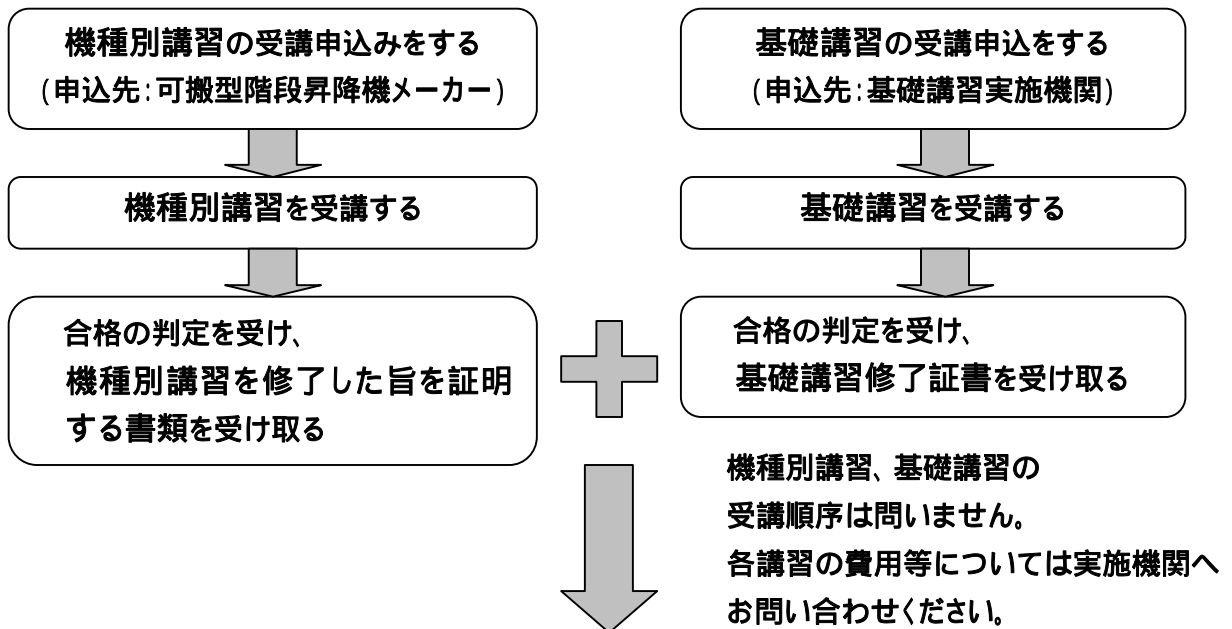 機種別講習の受講申込みをする
(申込先:可搬型階段昇降機メーカー)
機種別講習を受講する
合格の判定を受け、
機種別講習を修了した旨を証明
する書類を受け取る
基礎講習の受講申込をする
(申込先:基礎講習実施機関)
基礎講習を受講する
合格の判定を受け、
基礎講習修了証書を受け取る
機種別講習、基礎講習の
受講順序は問いません。
各講習の費用等については実施機関へ
お問い合わせください。